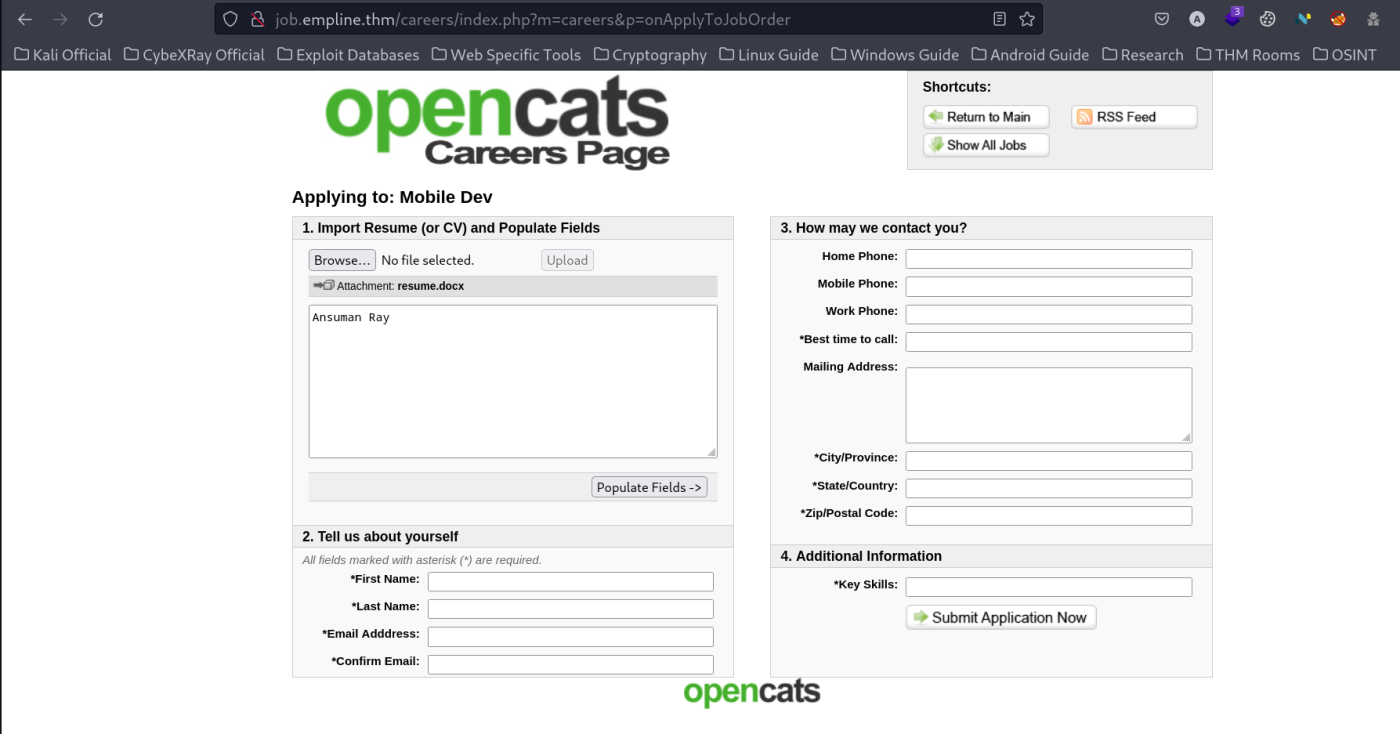 job.empline.thm/careers/index.php?m=careers&p=onApplyToJobOrder
3
Kali Official CybeXRay Official Exploit Databases Web Specific Tools Cryptography Linux Guide Windows Guide Android Guide Research THM Rooms OSINT
opencats
Careers Page
Shortcuts:
Return to Main RSS Feed
Show All Jobs
Applying to: Mobile Dev
1. Import Resume (or CV) and Populate Fields
Browse... No file selected. Upload
Attachment: resume.docx
Ansuman Ray
Populate Fields ->
2. Tell us about yourself
All fields marked with asterisk (*) are required.
*First Name:
*Last Name:
*Email Adddress:
*Confirm Email:
3. How may we contact you?
Home Phone:
Mobile Phone:
Work Phone:
*Best time to call:
Mailing Address:
*City/Province:
*State/Country:
*Zip/Postal Code:
4. Additional Information
*Key Skills:
Submit Application Now
opencats